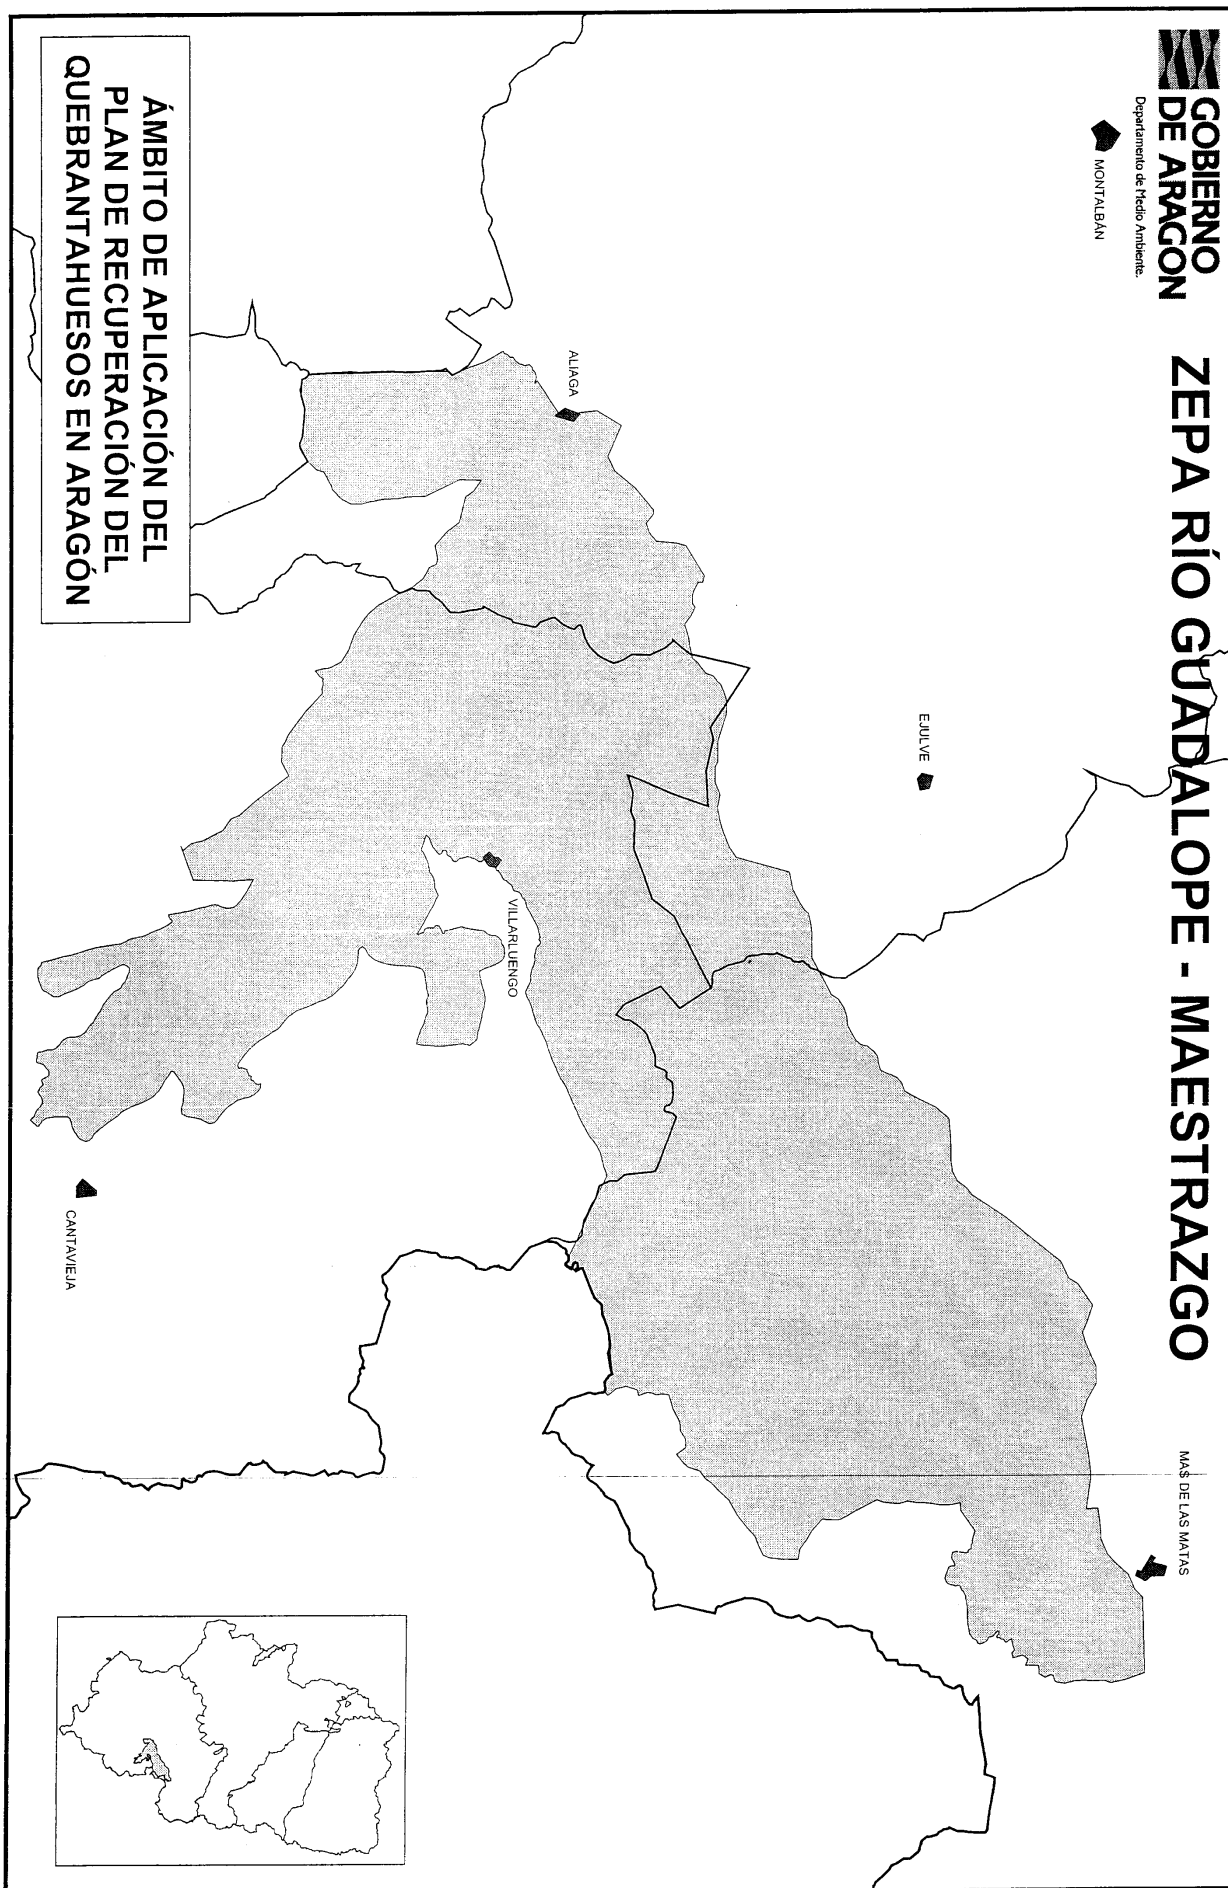 GOBIERNO
DE ARAGON
Departamento de Medio Ambiente.
ZEPA RÍO GUADALOPE - MAESTRAZGO
MONTALBÁN
MAS DE LAS MATAS
EJULVE
ALIAGA
VILLARLUENGO
CANTAVIEJA
ÁMBITO DE APLICACIÓN DEL
PLAN DE RECUPERACIÓN DEL
QUEBRANTAHUESOS EN ARAGÓN